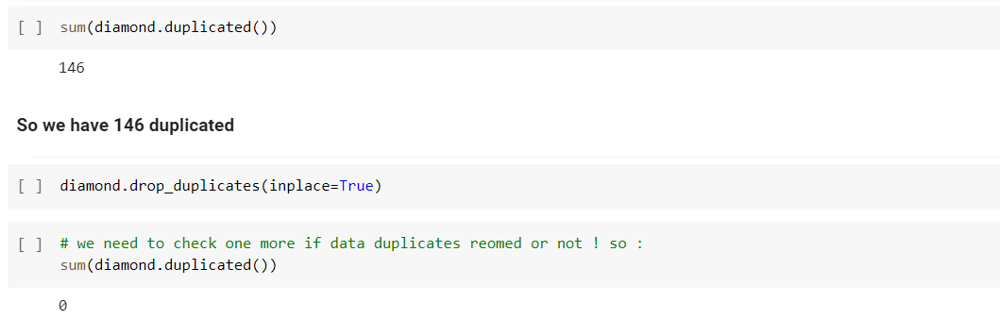 [ ] sum(diamond.duplicated())
146
So we have 146 duplicated
[ ] diamond.drop_duplicates(inplace=True)
[ ] # we need to check one more if data duplicates reomed or not ! so :
sum(diamond.duplicated())
0